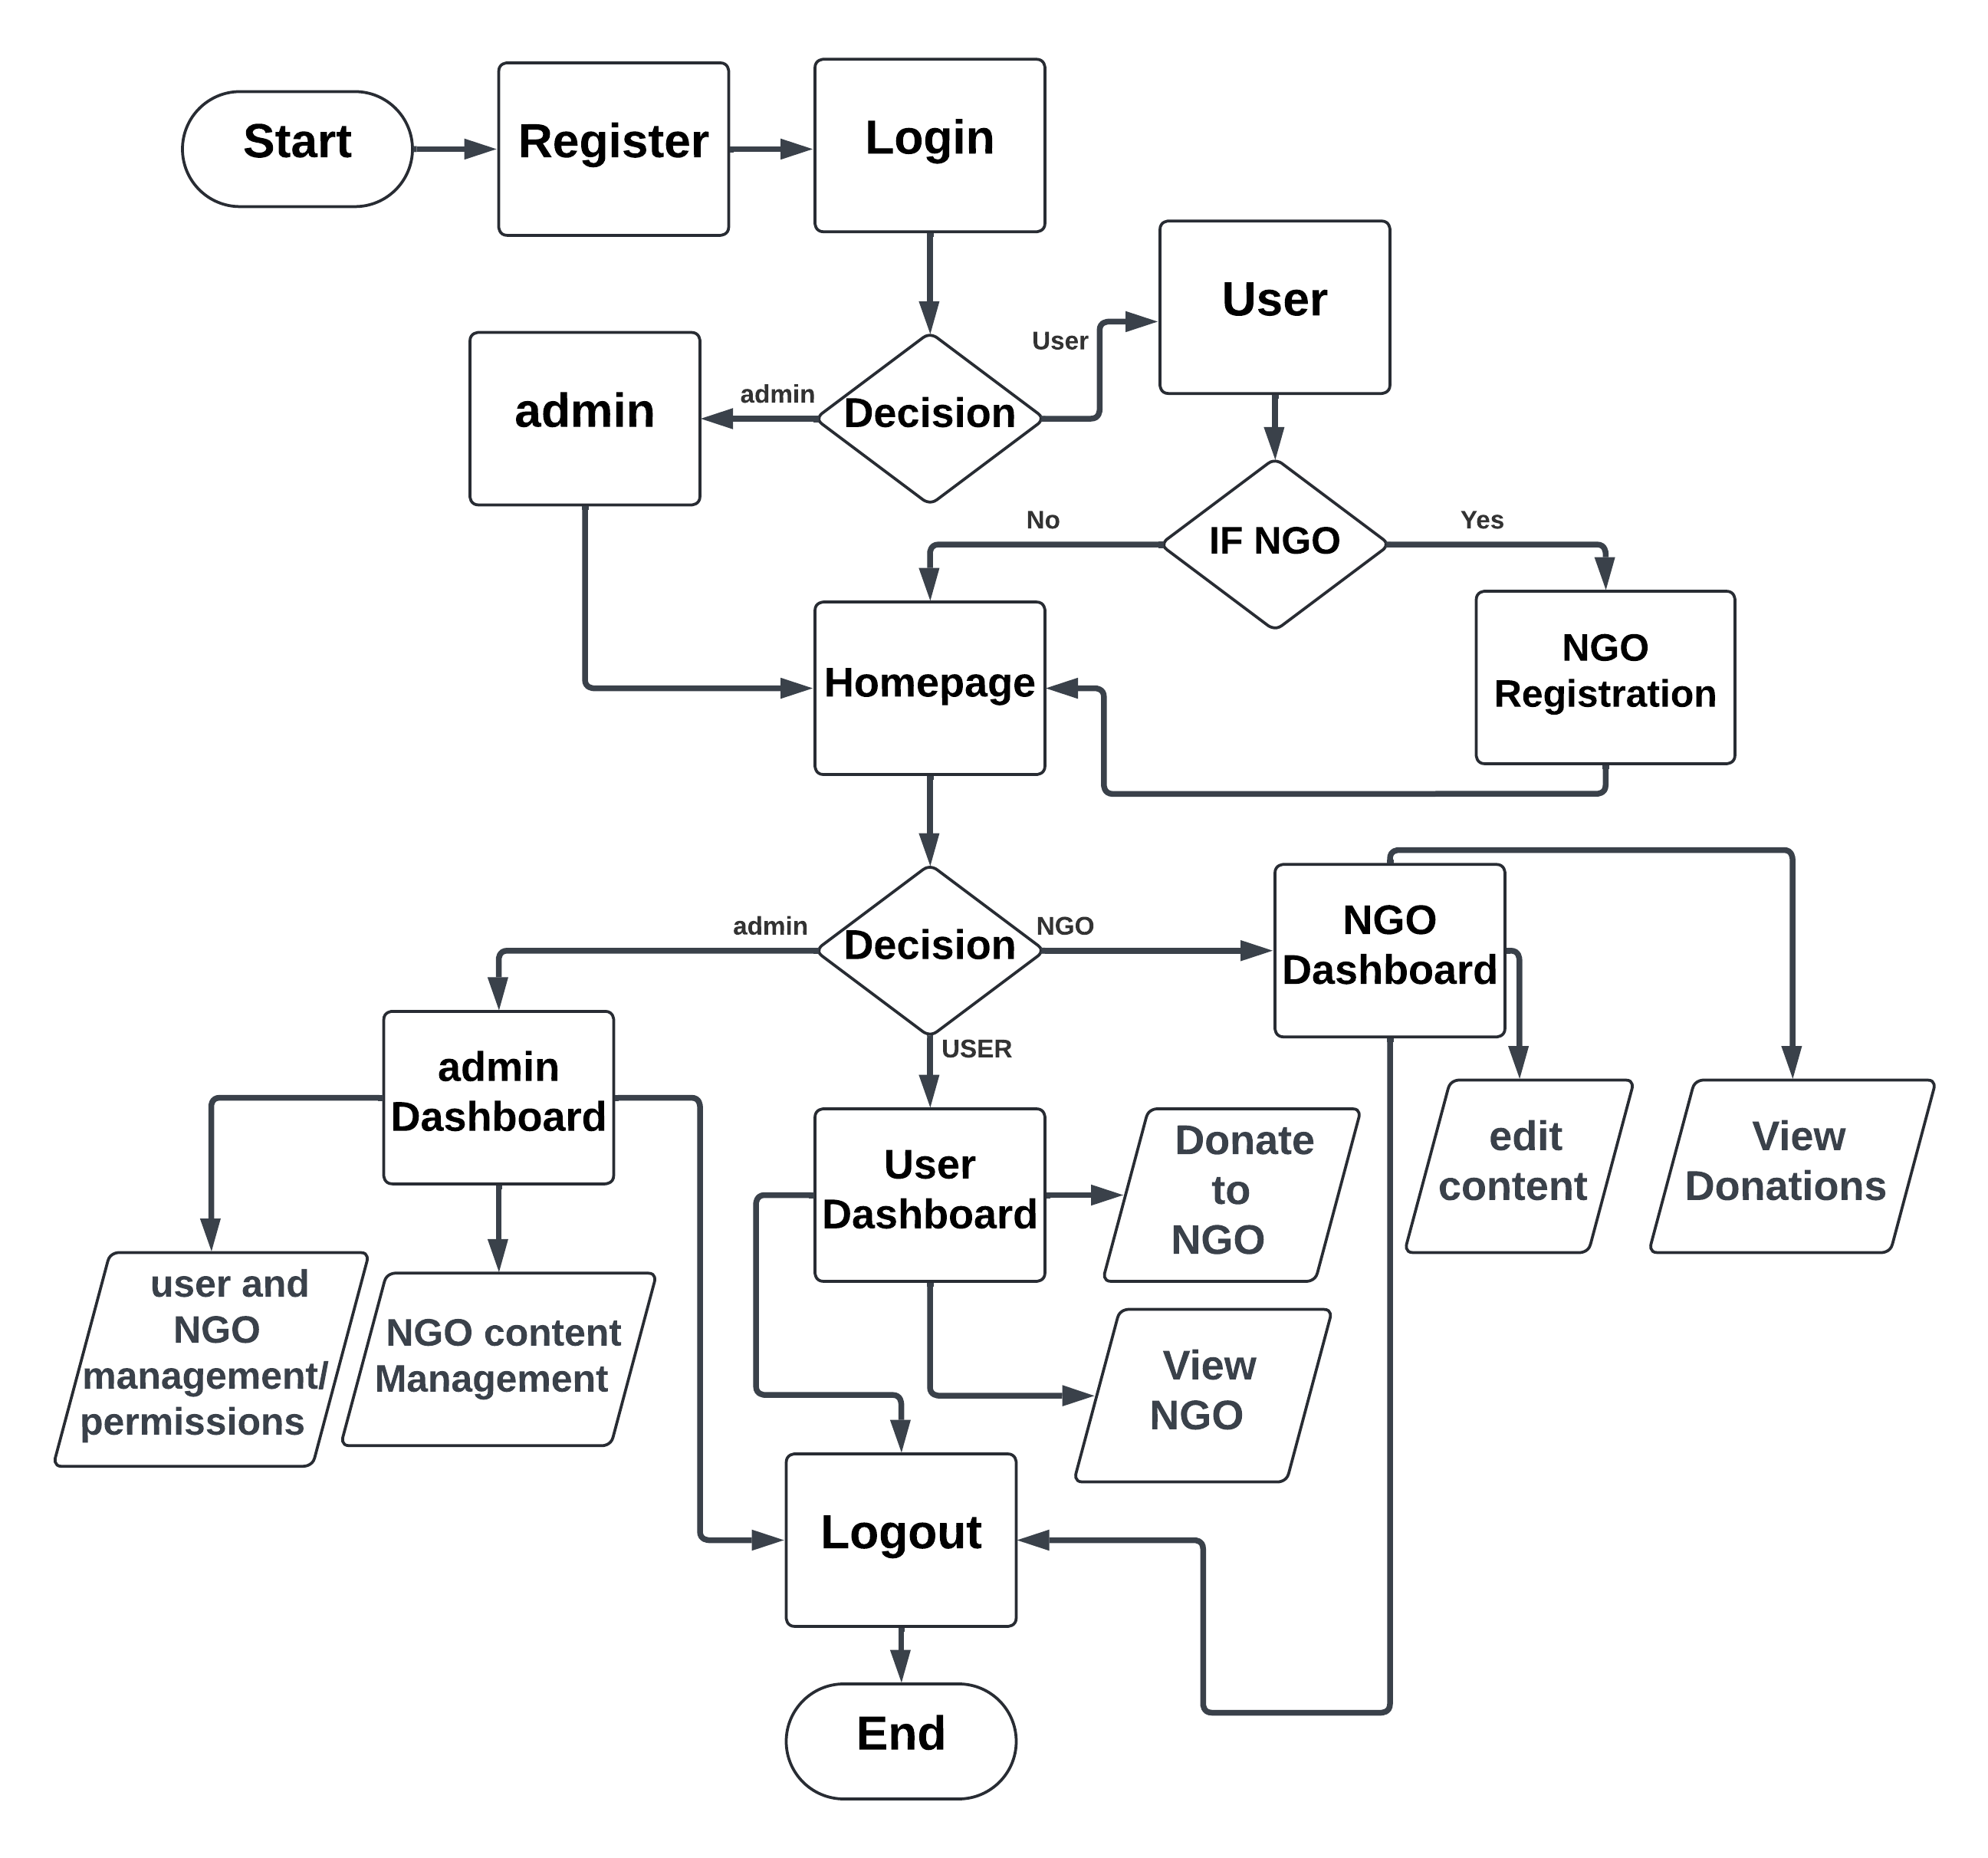 Start
Register
Login
User
admin
admin
Decision
User
No
IF NGO
Yes
Homepage
NGO
Registration
admin
Decision
NGO
NGO
Dashboard
USER
admin
Dashboard
User
Dashboard
Donate
to
NGO
edit
content
View
Donations
user and
NGO
management/
permissions
NGO content
Management
View
NGO
Logout
End